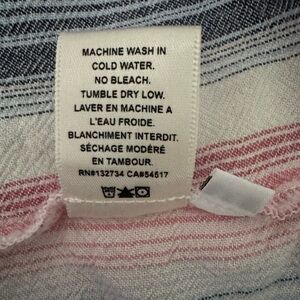 MACHINE WASH IN
COLD WATER.
NO BLEACH.
TUMBLE DRY LOW.
LAVER EN MACHINE A
L'EAU FROIDE.
BLANCHIMENT INTERDIT.
SÉCHAGE MODÉRÉ
EN TAMBOUR.
RN#132734 CA#54517